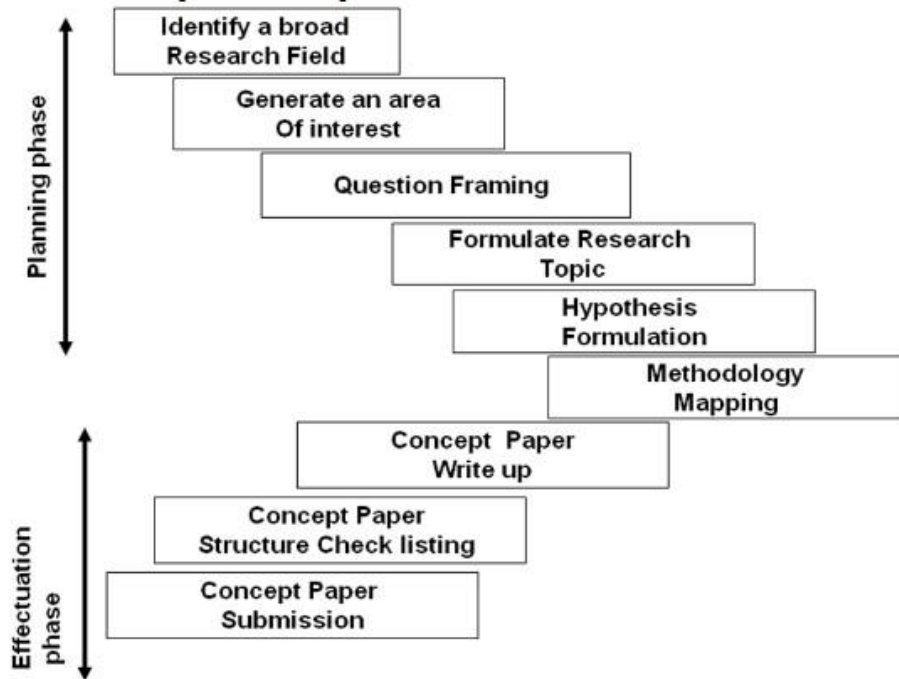 Identify a broad
Research Field
Generate an area
Of interest
Question Framing
Formulate Research
Topic
Hypothesis
Formulation
Methodology
Mapping
Planning phase
Concept Paper
Write up
Concept Paper
Structure Check listing
Concept Paper
Submission
Effectuation
phase